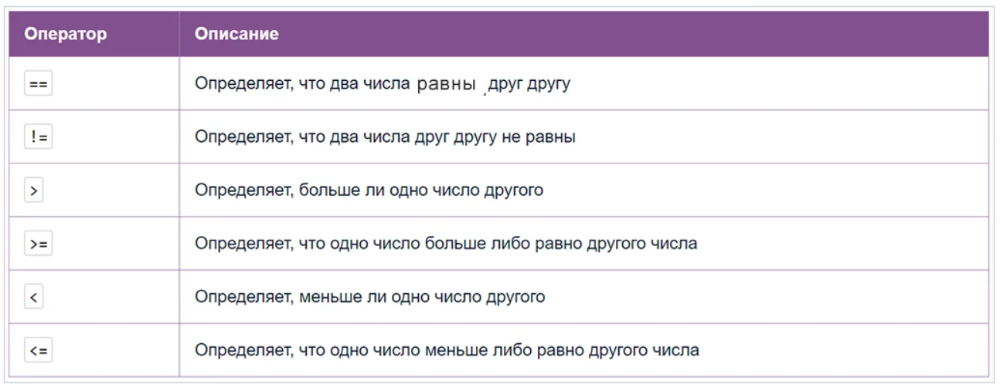 Оператор Описание
== Определяет, что два числа равны друг другу
!= Определяет, что два числа друг другу не равны
> Определяет, больше ли одно число другого
>= Определяет, что одно число больше либо равно другого числа
< Определяет, меньше ли одно число другого
<= Определяет, что одно число меньше либо равно другого числа